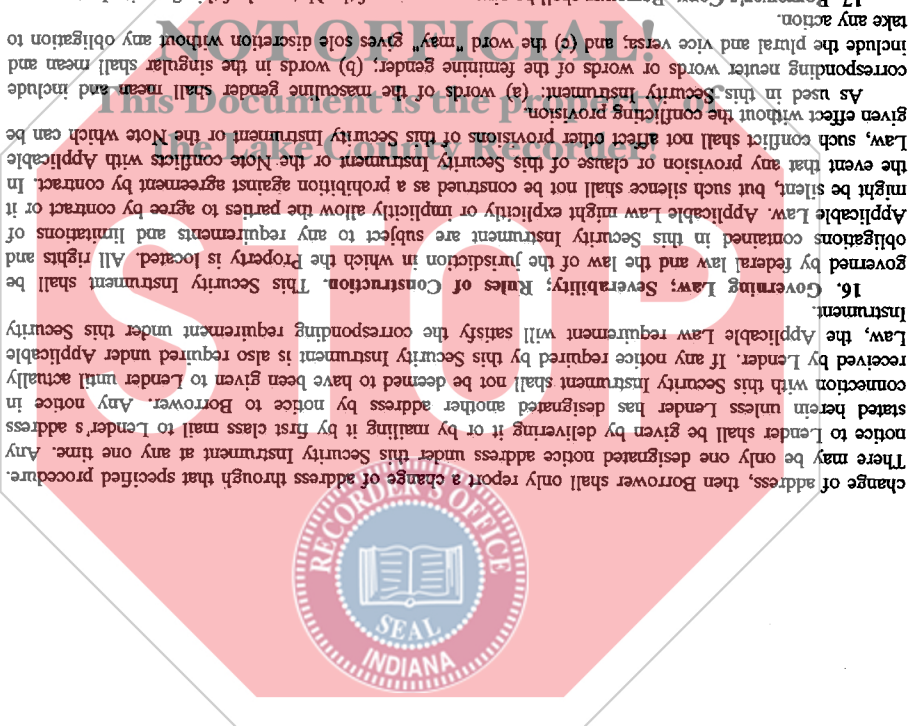 change of address, then Borrower shall only report a change of address through that specified procedure.
There may be only one designated notice address under this Security Instrument at any one time. Any
notice to Lender shall be given by delivering it or by mailing it by first class mail to Lender's address
stated herein unless Lender has designated another address by notice to Borrower. Any notice in
connection with this Security Instrument shall not be deemed to have been given to Lender until actually
received by Lender. If any notice required by this Security Instrument is also required under Applicable
Law, the Applicable Law requirement will satisfy the corresponding requirement under this Security
Instrument.
16. Governing Law; Severability; Rules of Construction. This Security Instrument shall be
governed by federal law and the law of the jurisdiction in which the Property is located. All rights and
obligations contained in this Security Instrument are subject to any requirements and limitations of
Applicable Law. Applicable Law might explicitly or implicitly allow the parties to agree by contract or it
might be silent, but such silence shall not be construed as a prohibition against agreement by contract. In
the event that any provision or clause of this Security Instrument or the Note conflicts with Applicable
Law, such conflict shall not affect other provisions of this Security Instrument or the Note which can be
given effect without the conflicting provision.
As used in this Security Instrument: (a) words of the masculine gender shall mean and include
corresponding neuter words or words of the feminine gender; (b) words in the singular shall mean and
include the plural and vice versa; and (c) the word "may" gives sole discretion without any obligation to
take any action.
NOT OFFICIAL!
This Document is the property of
the Lake County Recorder!
STOP
RECORDER'S OFFICE
SEAL
INDIANA